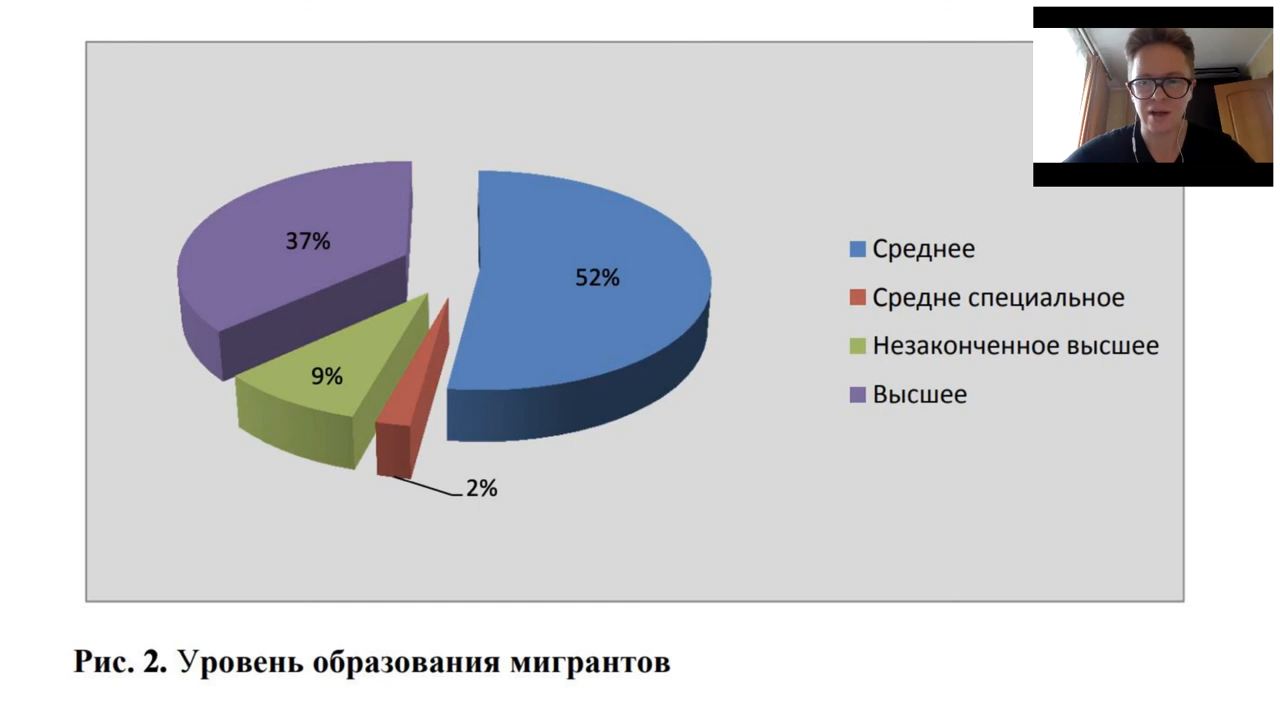 37%
52%
9%
2%
Среднее
Средне специальное
Незаконченное высшее
Высшее
Рис. 2. Уровень образования мигрантов